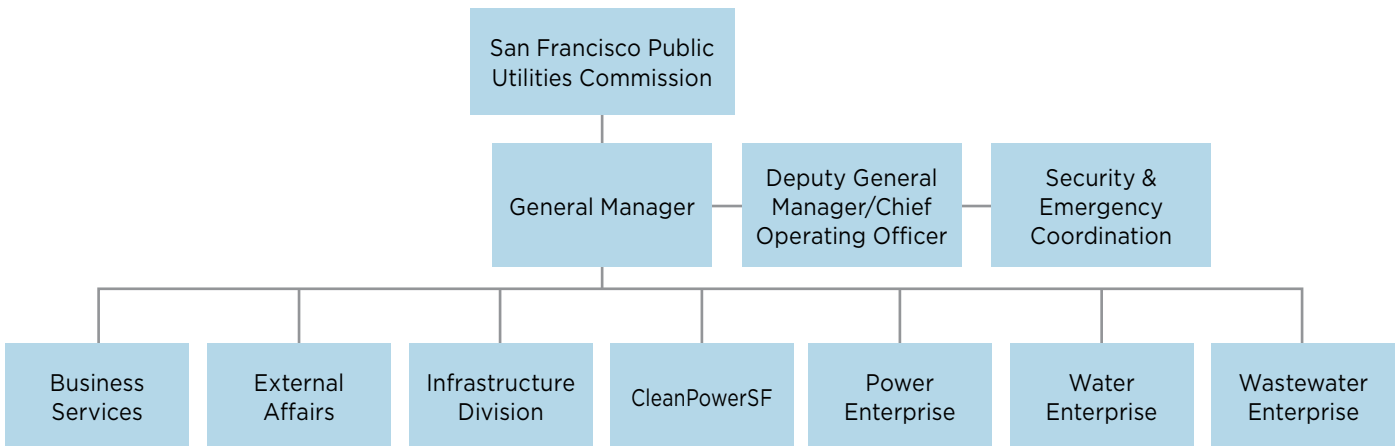 San Francisco Public
Utilities Commission
General Manager
Deputy General
Manager/Chief
Operating Officer
Security &
Emergency
Coordination
Business
Services
External
Affairs
Infrastructure
Division
CleanPowerSF
Power
Enterprise
Water
Enterprise
Wastewater
Enterprise